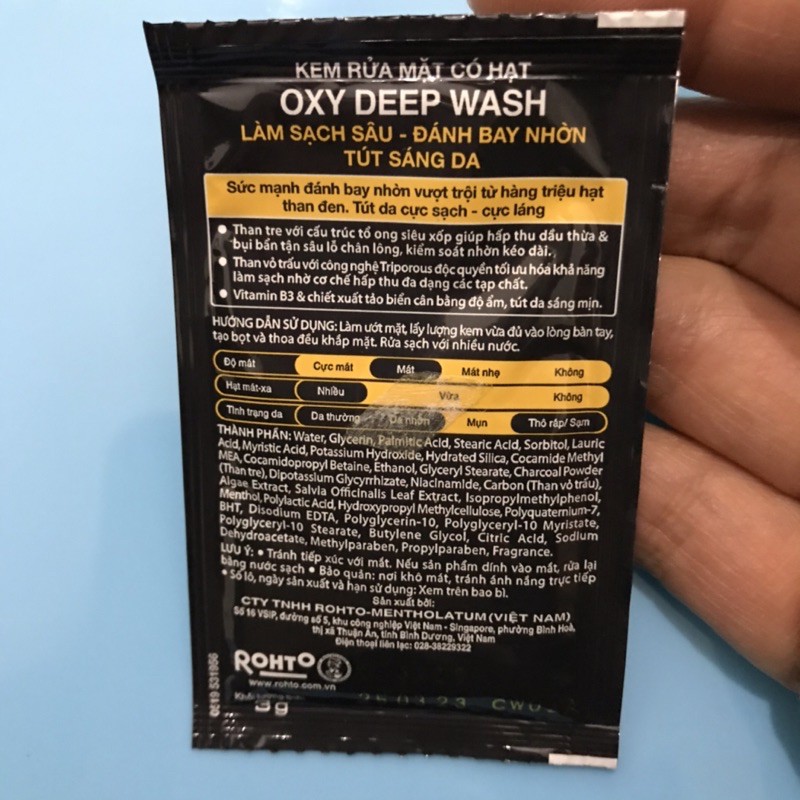 KEM RỬA MẶT CÓ HẠT
OXY DEEP WASH
LÀM SẠCH SÂU - ĐÁNH BAY NHỜN
TÚT SÁNG DA
Sức mạnh đánh bay nhờn vượt trội từ hàng triệu hạt
than đen. Tút da cực sạch - cực láng
• Than tre với cấu trúc tổ ong siêu xốp giúp hấp thu dầu thừa &
bụi bẩn tận sâu lỗ chân lông, kiểm soát nhờn kéo dài.
• Than vỏ trấu với công nghệ Triporous độc quyền tối ưu hóa khả năng
làm sạch nhờ cơ chế hấp thu đa dạng các tạp chất.
• Vitamin B3 & chiết xuất tảo biển cân bằng độ ẩm, tút da sáng mịn.
HƯỚNG DẪN SỬ DỤNG: Làm ướt mặt, lấy lượng kem vừa đủ vào lòng bàn tay,
tạo bọt và thoa đều khắp mặt. Rửa sạch với nhiều nước.
Độ mát Cực mát Mát Mát nhẹ Không
Hạt mát-xa Nhiều Vừa Không
Tình trạng da Da thường Da nhờn Mụn Thô ráp/ Sạm
THÀNH PHẦN: Water, Glycerin, Palmitic Acid, Stearic Acid, Sorbitol, Lauric
Acid, Myristic Acid, Potassium Hydroxide, Hydrated Silica, Cocamide Methyl
MEA, Cocamidopropyl Betaine, Ethanol, Glyceryl Stearate, Charcoal Powder
(Than tre), Dipotassium Glycyrrhizate, Niacinamide, Carbon (Than vỏ trấu),
Algae Extract, Salvia Officinalis Leaf Extract, Isopropylmethylphenol,
Menthol, Polylactic Acid, Hydroxypropyl Methylcellulose, Polyquaternium-7,
BHT, Disodium EDTA, Polyglycerin-10, Polyglyceryl-10 Myristate,
Polyglyceryl-10 Stearate, Butylene Glycol, Citric Acid, Sodium
Dehydroacetate, Methylparaben, Propylparaben, Fragrance.
LƯU Ý: • Tránh tiếp xúc với mắt. Nếu sản phẩm dính vào mắt, rửa lại
bằng nước sạch • Bảo quản: nơi khô mát, tránh ánh nắng trực tiếp
• Số lô, ngày sản xuất và hạn sử dụng: Xem trên bao bì.
Sản xuất bởi:
CTY TNHH ROHTO-MENTHOLATUM (VIỆT NAM)
Số 16 VSIP, đường số 5, khu công nghiệp Việt Nam - Singapore, phường Bình Hoà,
thị xã Thuận An, tỉnh Bình Dương, Việt Nam
Điện thoại liên lạc: 028-38229322
ROHTO
www.rohto.com.vn
3g
0819 531956